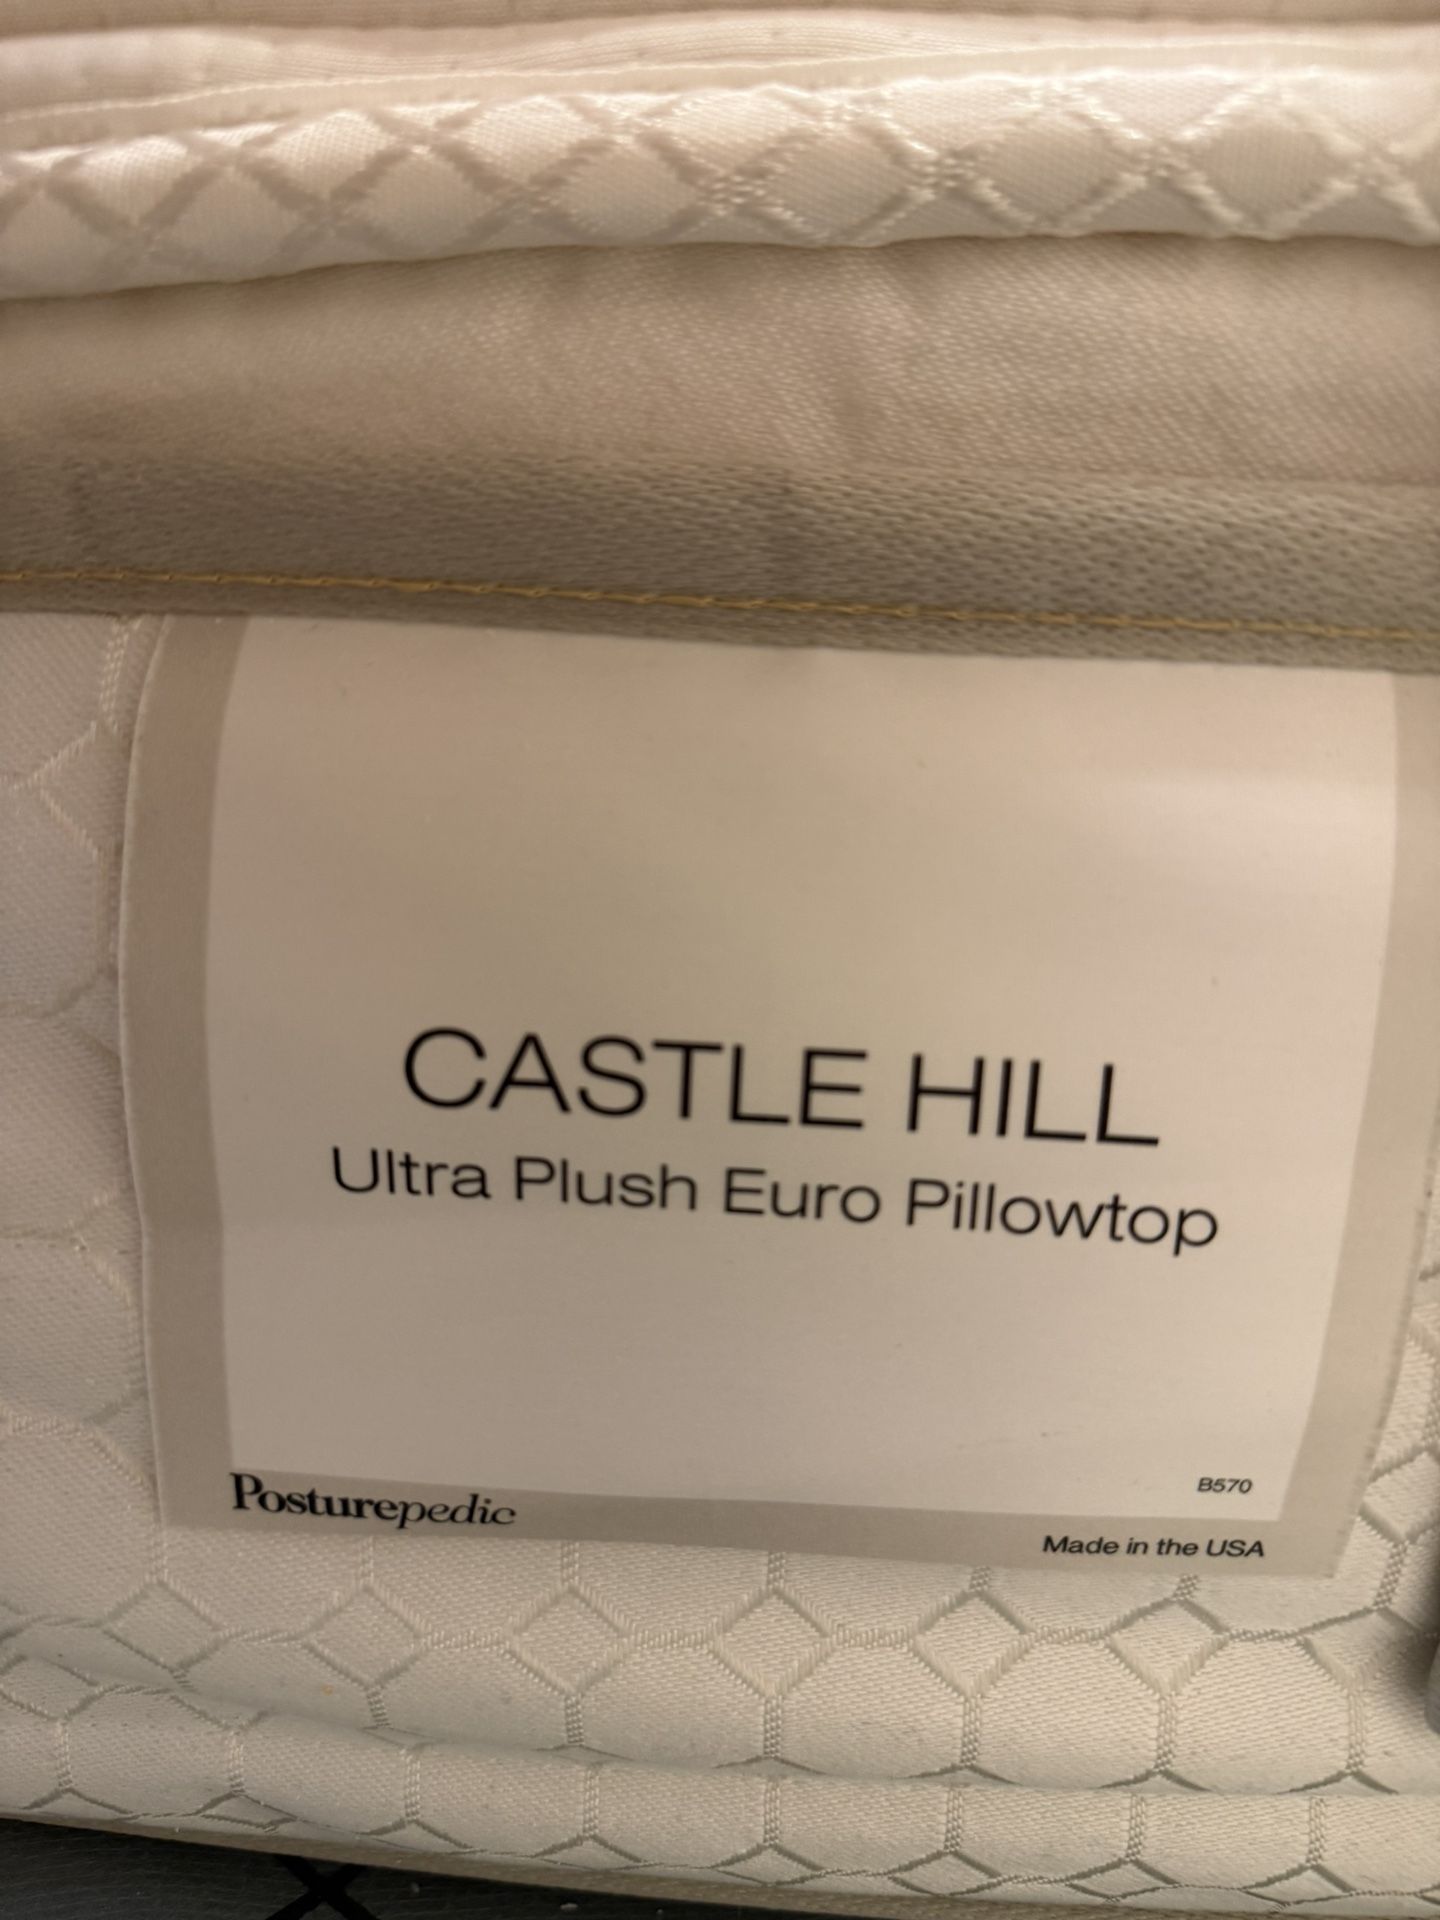 CASTLE HILL
Ultra Plush Euro Pillowtop
B570
Posturepedic
Made in the USA